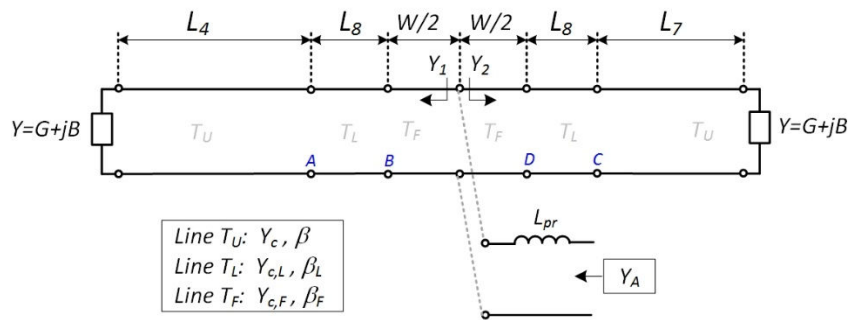 L4 L8 W/2 W/2 L8 L7
Y1 Y2
Y=G+jB TU TL TF TF TL TU Y=G+jB
A B D C
Lpr
YA
Line TU: Yc , β
Line TL: Yc,L , βL
Line TF: Yc,F , βF